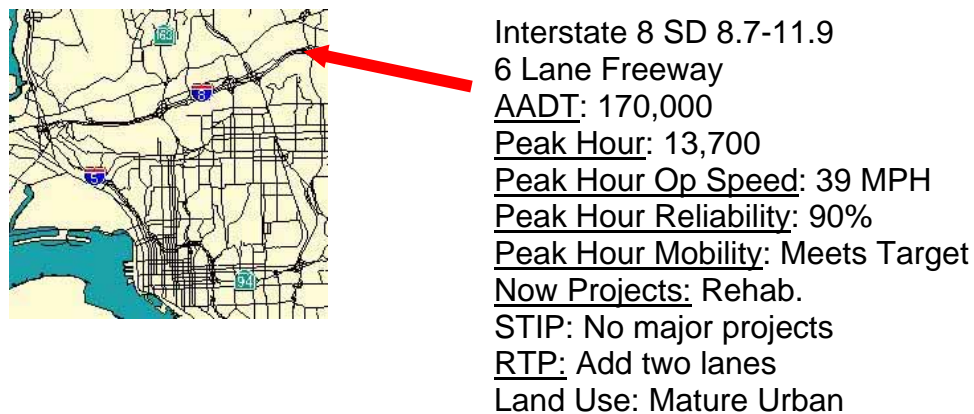 163
8
5
94
Interstate 8 SD 8.7-11.9
6 Lane Freeway
AADT: 170,000
Peak Hour: 13,700
Peak Hour Op Speed: 39 MPH
Peak Hour Reliability: 90%
Peak Hour Mobility: Meets Target
Now Projects: Rehab.
STIP: No major projects
RTP: Add two lanes
Land Use: Mature Urban